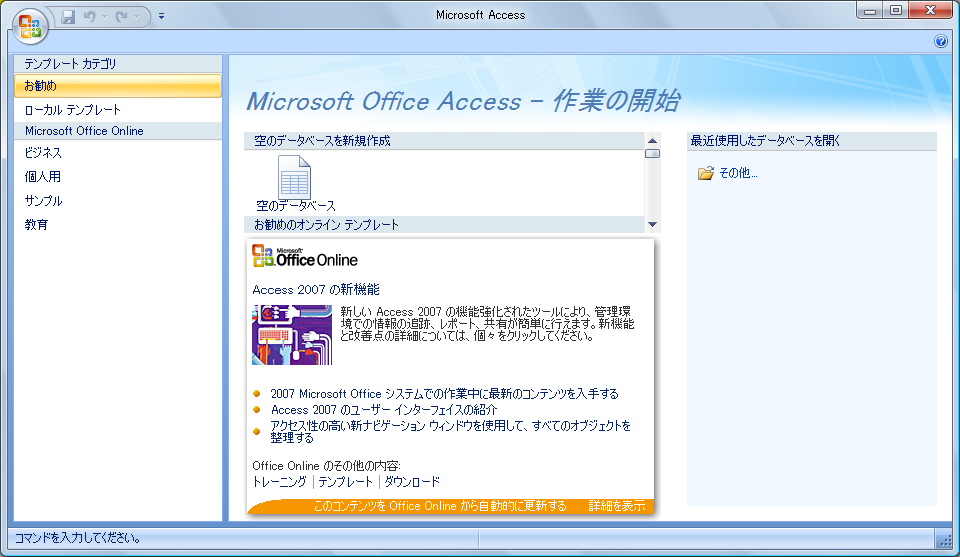 Microsoft Access
テンプレート カテゴリ
お勧め
ローカル テンプレート
Microsoft Office Online
ビジネス
個人用
サンプル
教育
Microsoft Office Access - 作業の開始
空のデータベースを新規作成
空のデータベース
お勧めのオンライン テンプレート
Microsoft
Office Online
Access 2007 の新機能
新しい Access 2007 の機能強化されたツールにより、管理環
境での情報の追跡、レポート、共有が簡単に行えます。新機能
と改善点の詳細については、個々をクリックしてください。
2007 Microsoft Office システムでの作業中に最新のコンテンツを入手する
Access 2007 のユーザー インターフェイスの紹介
アクセス性の高い新ナビゲーション ウィンドウを使用して、すべてのオブジェクトを
整理する
Office Online のその他の内容:
トレーニング | テンプレート | ダウンロード
このコンテンツを Office Online から自動的に更新する 詳細を表示
最近使用したデータベースを開く
その他...
コマンドを入力してください。